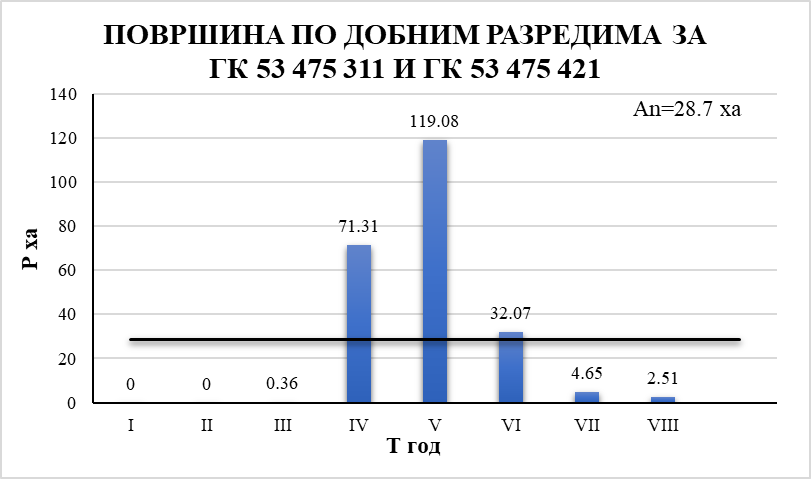 ПОВРШИНА ПО ДОБНИМ РАЗРЕДИМА ЗА
ГК 53 475 311 И ГК 53 475 421
An=28.7 ха
140
120
100
80
60
40
20
0
Р ха
0
0
0.36
71.31
119.08
32.07
4.65
2.51
I
II
III
IV
V
VI
VII
VIII
Т год